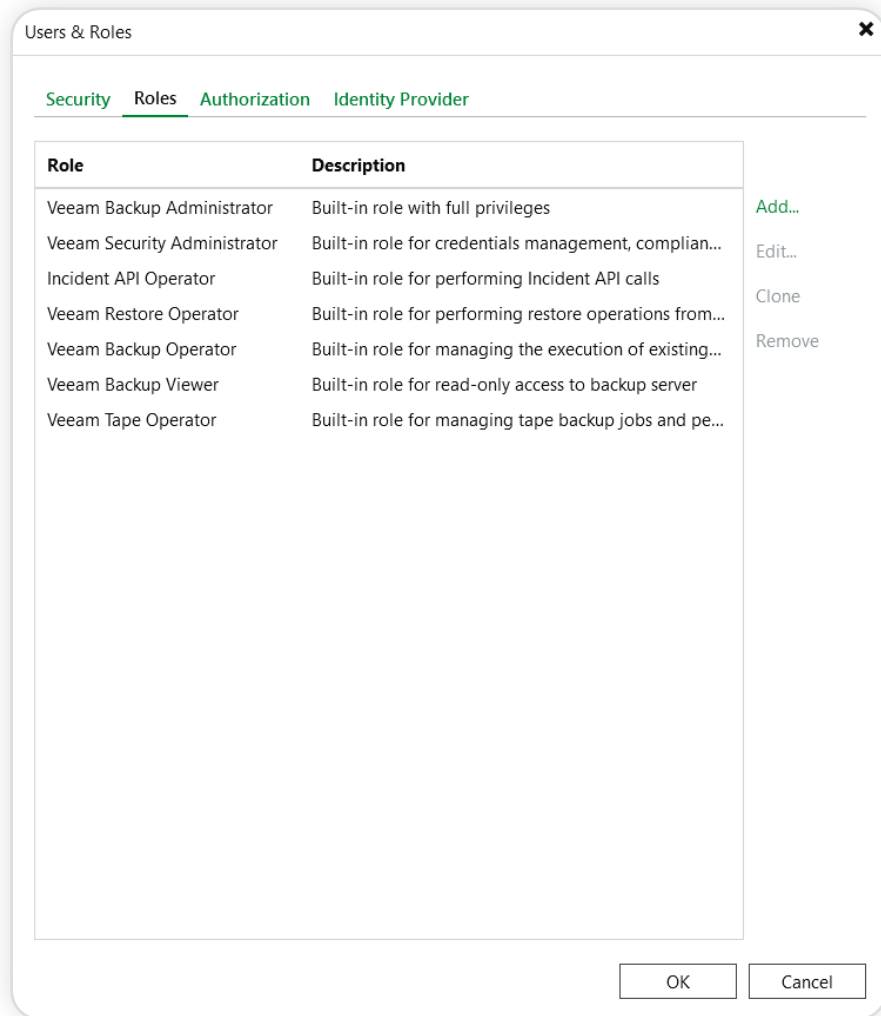 Users & Roles
Security Roles Authorization Identity Provider
Role Description
Veeam Backup Administrator Built-in role with full privileges
Veeam Security Administrator Built-in role for credentials management, complian...
Incident API Operator Built-in role for performing Incident API calls
Veeam Restore Operator Built-in role for performing restore operations from...
Veeam Backup Operator Built-in role for managing the execution of existing...
Veeam Backup Viewer Built-in role for read-only access to backup server
Veeam Tape Operator Built-in role for managing tape backup jobs and pe...
Add...
Edit...
Clone
Remove
OK Cancel